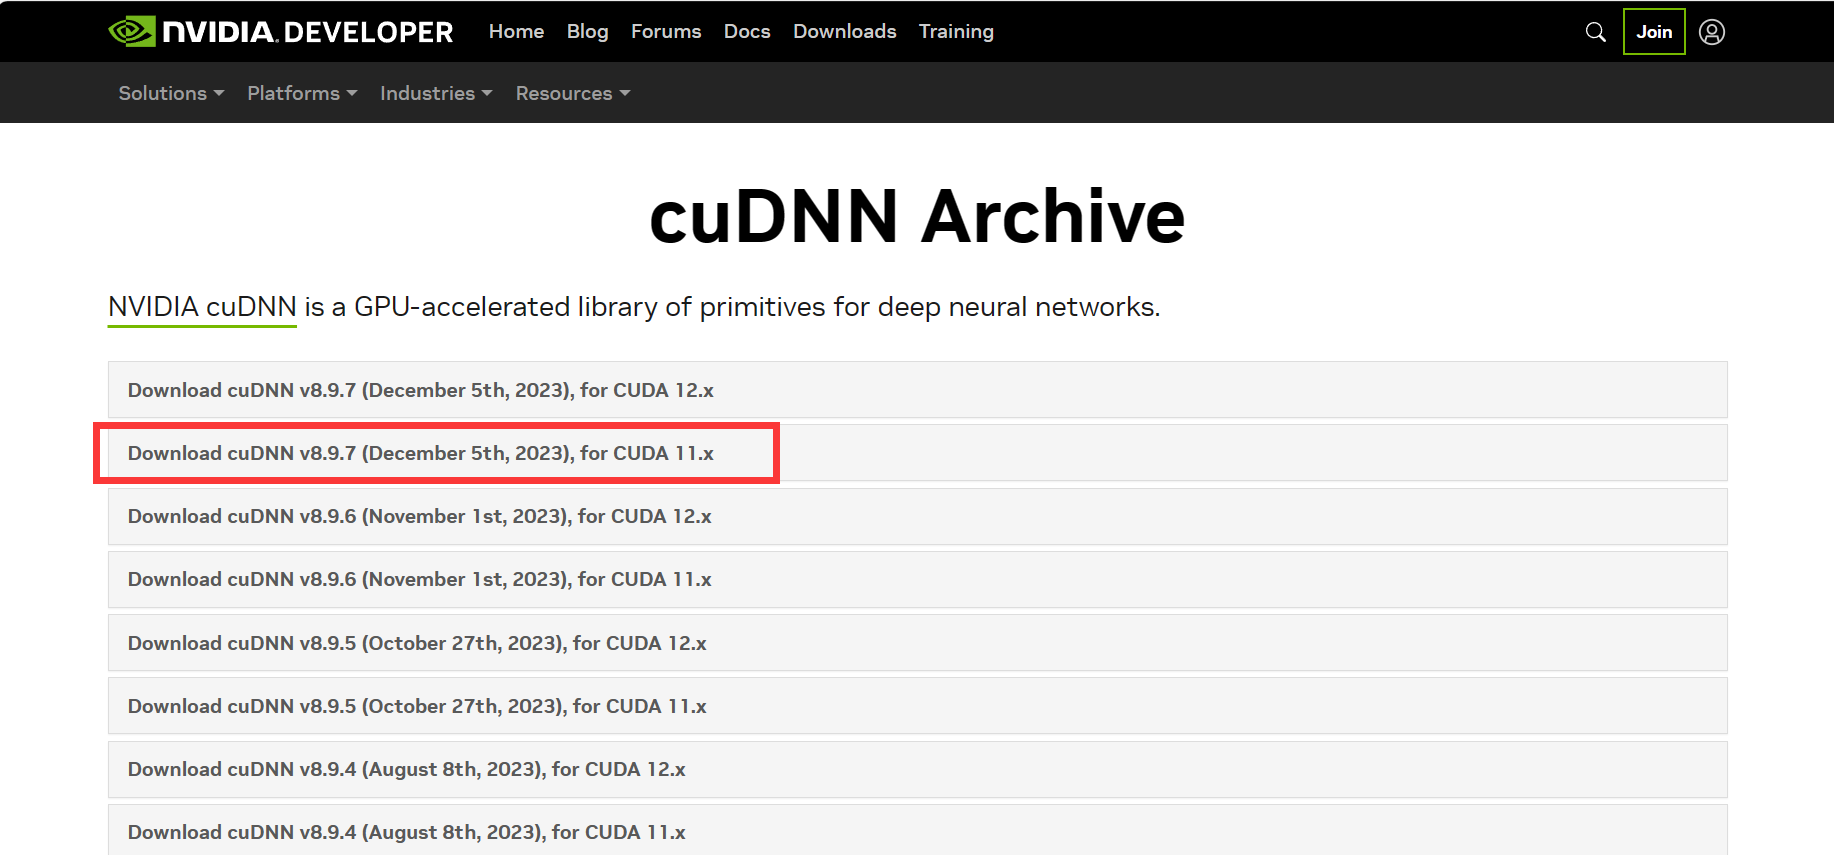 NVIDIA. DEVELOPER Home Blog Forums Docs Downloads Training Join
Solutions Platforms Industries Resources
cuDNN Archive
NVIDIA cuDNN is a GPU-accelerated library of primitives for deep neural networks.
Download cuDNN v8.9.7 (December 5th, 2023), for CUDA 12.x
Download cuDNN v8.9.7 (December 5th, 2023), for CUDA 11.x
Download cuDNN v8.9.6 (November 1st, 2023), for CUDA 12.x
Download cuDNN v8.9.6 (November 1st, 2023), for CUDA 11.x
Download cuDNN v8.9.5 (October 27th, 2023), for CUDA 12.x
Download cuDNN v8.9.5 (October 27th, 2023), for CUDA 11.x
Download cuDNN v8.9.4 (August 8th, 2023), for CUDA 12.x
Download cuDNN v8.9.4 (August 8th, 2023), for CUDA 11.x